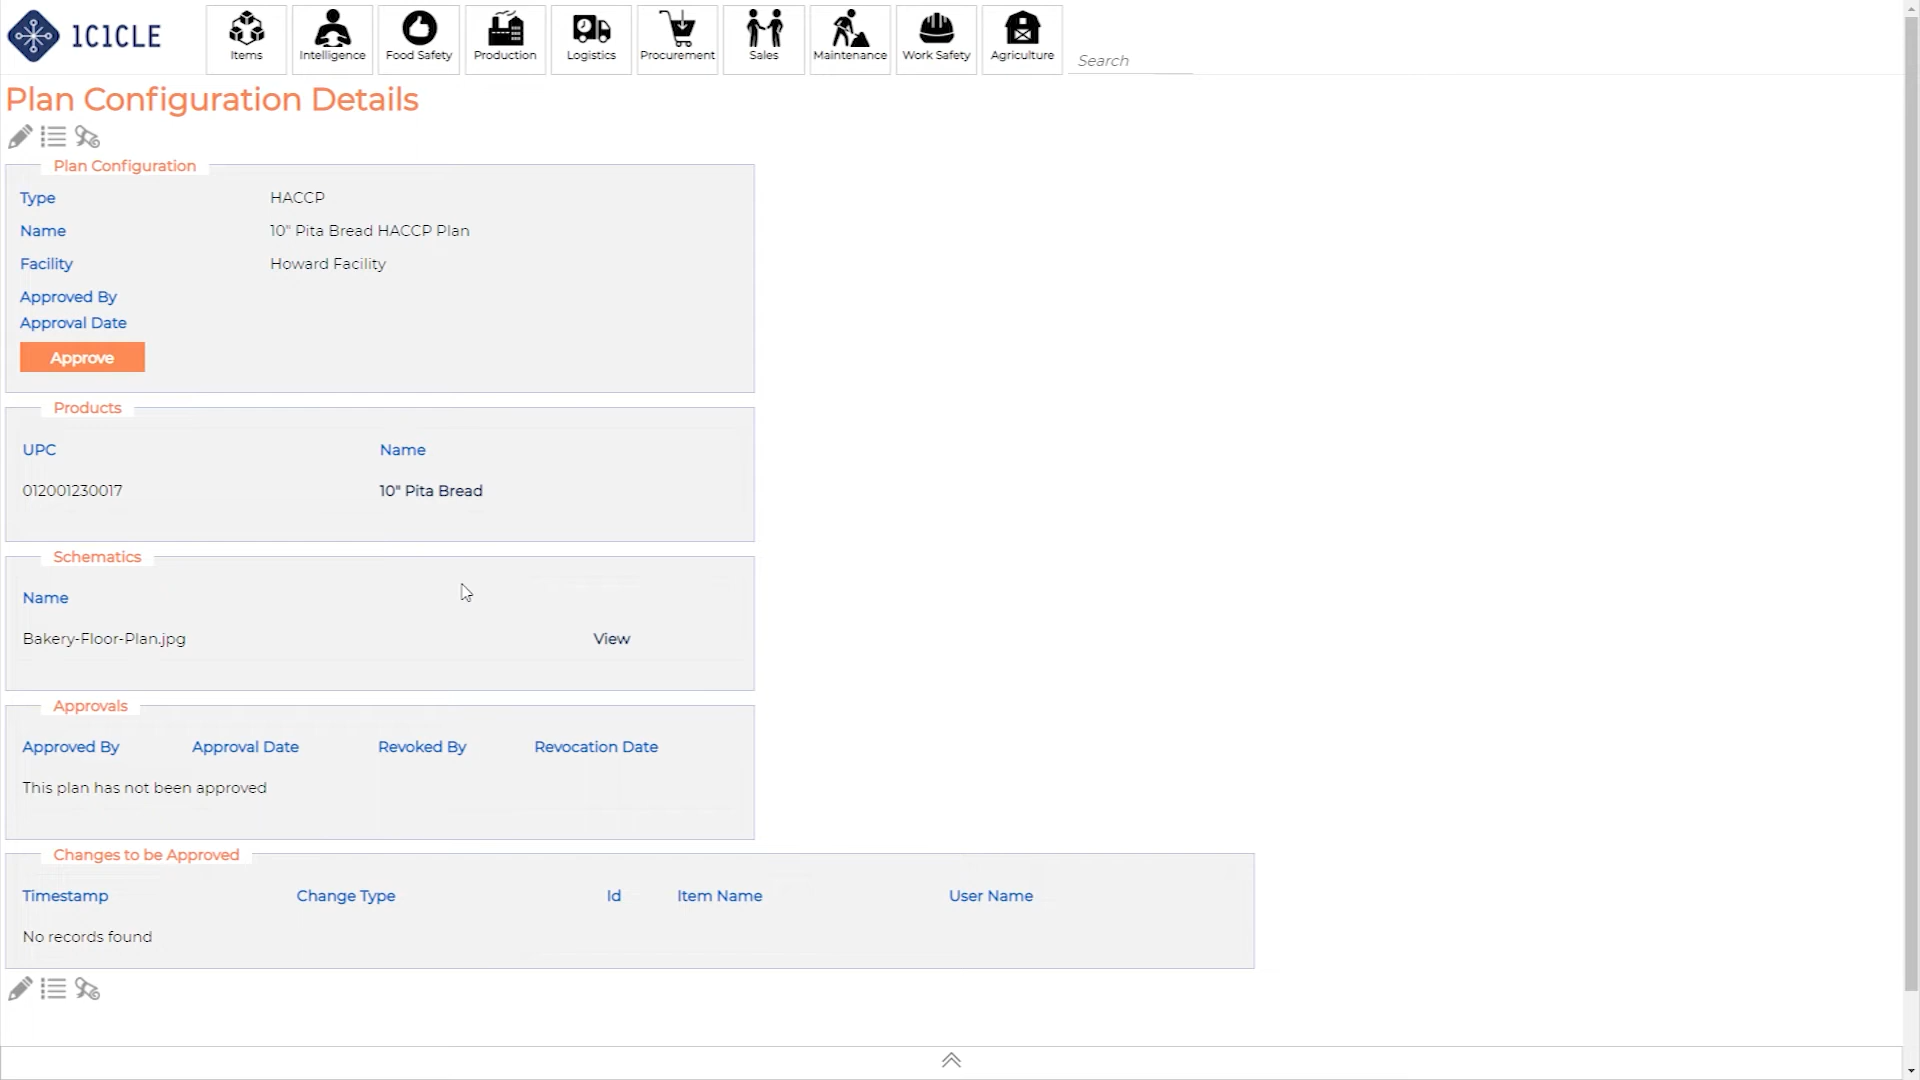 1C1CLE
Items
Intelligence
Food Safety
Production
Logistics
Procurement
Sales
Maintenance
Work Safety
Agriculture
Search
Plan Configuration Details
Plan Configuration
Type HACCP
Name 10" Pita Bread HACCP Plan
Facility Howard Facility
Approved By
Approval Date
Approve
Products
UPC Name
012001230017 10" Pita Bread
Schematics
Name
Bakery-Floor-Plan.jpg View
Approvals
Approved By Approval Date Revoked By Revocation Date
This plan has not been approved
Changes to be Approved
Timestamp Change Type Id Item Name User Name
No records found